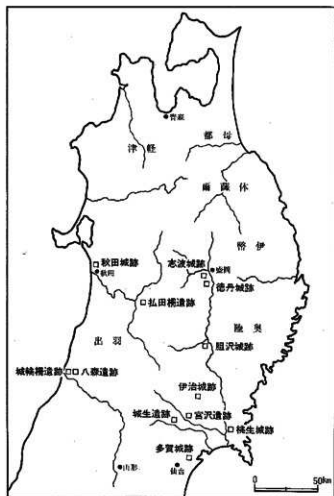 青森
都母
津軽
爾薩体
幣伊
秋田城跡
秋田
志波城跡
盛岡
徳丹城跡
払田柵遺跡
陸奥
出羽
胆沢城跡
城輪柵遺跡
八森遺跡
伊治城跡
城生遺跡
宮沢遺跡
桃生城跡
多賀城跡
山形
仙台
0 50km